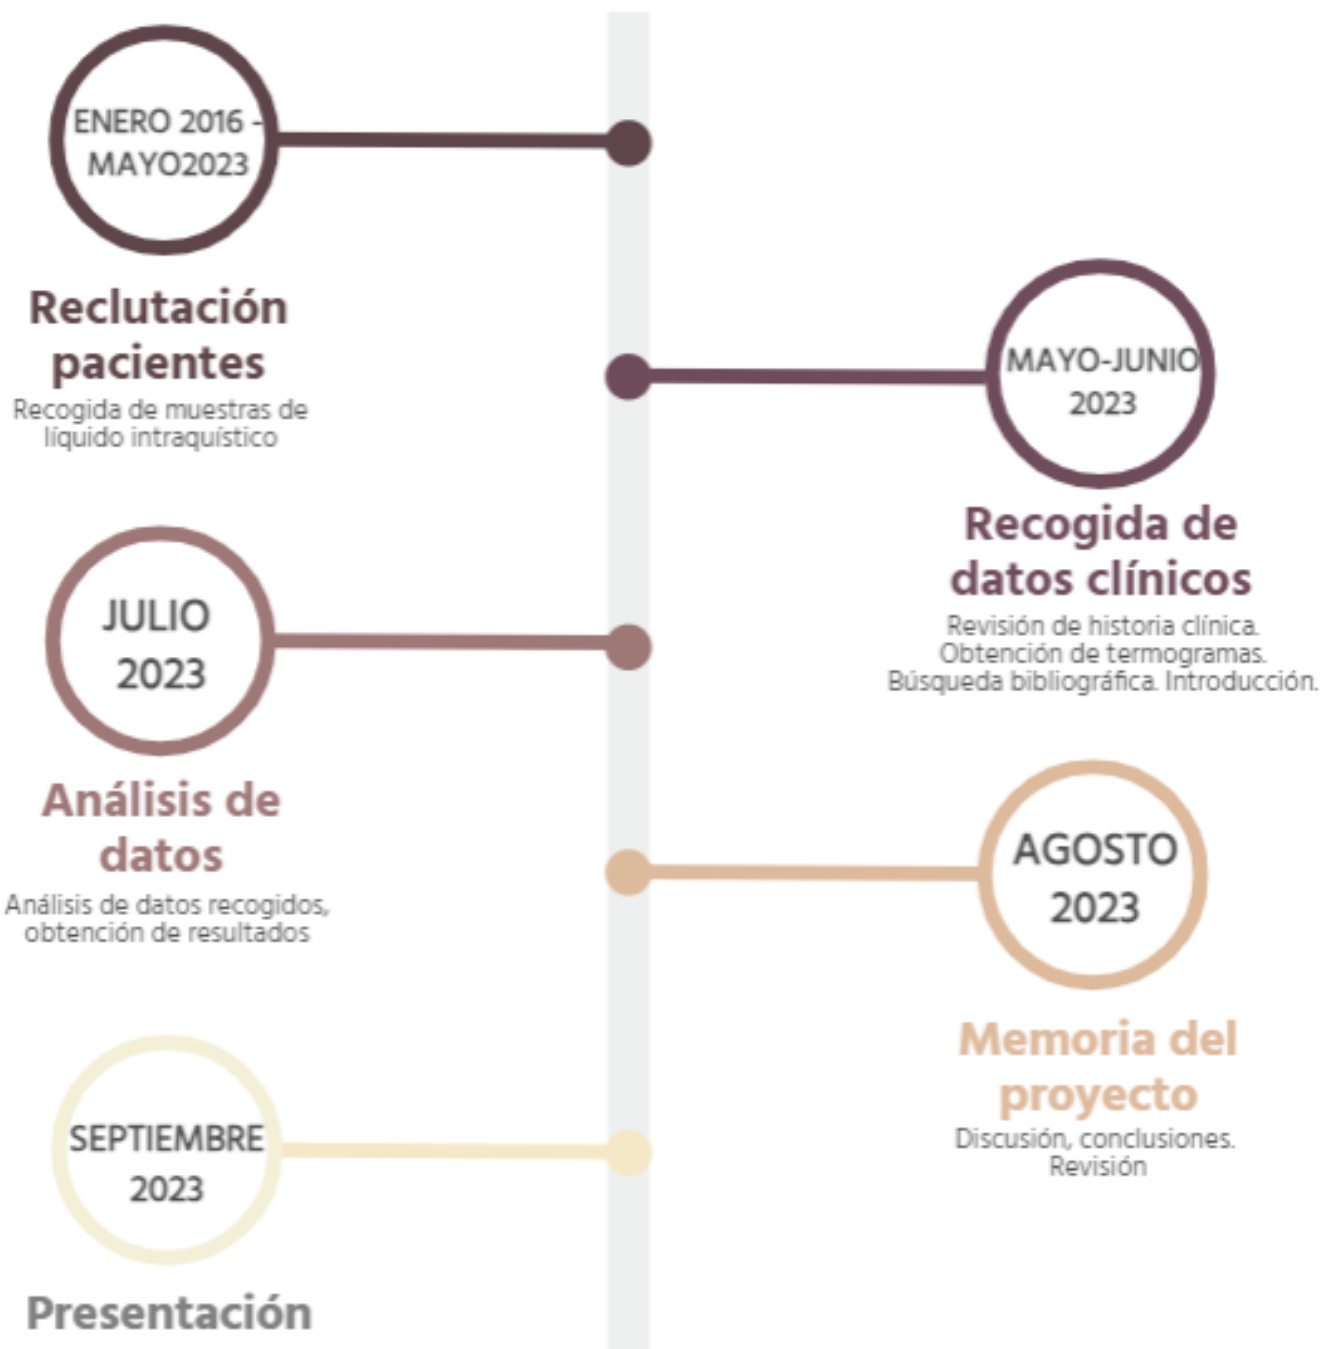 ENERO 2016 -
MAYO2023
Reclutación
pacientes
Recogida de muestras de
líquido intraquístico
MAYO-JUNIO
2023
Recogida de
datos clínicos
Revisión de historia clínica.
Obtención de termogramas.
Búsqueda bibliográfica. Introducción.
JULIO
2023
Análisis de
datos
Análisis de datos recogidos,
obtención de resultados
AGOSTO
2023
Memoria del
proyecto
Discusión, conclusiones.
Revisión
SEPTIEMBRE
2023
Presentación